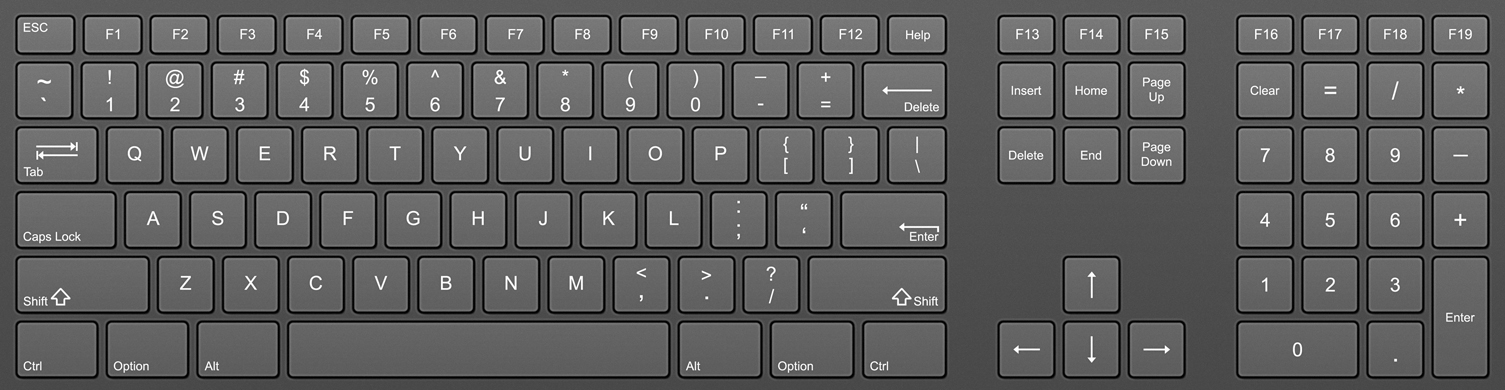 ESC F1 F2 F3 F4 F5 F6 F7 F8 F9 F10 F11 F12 Help F13 F14 F15 F16 F17 F18 F19
~ ! @ # $ % ^ & * ( ) — +
` 1 2 3 4 5 6 7 8 9 0 - = Delete
Insert Home Page Up Clear = / *
Tab Q W E R T Y U I O P { } |
[ ] \
Delete End Page Down 7 8 9 —
Caps Lock A S D F G H J K L : “
; ‘ Enter
4 5 6 +
Shift Z X C V B N M < > ?
, . / Shift
↑ 1 2 3 Enter
Ctrl Option Alt Alt Option Ctrl ← ↓ → 0 .